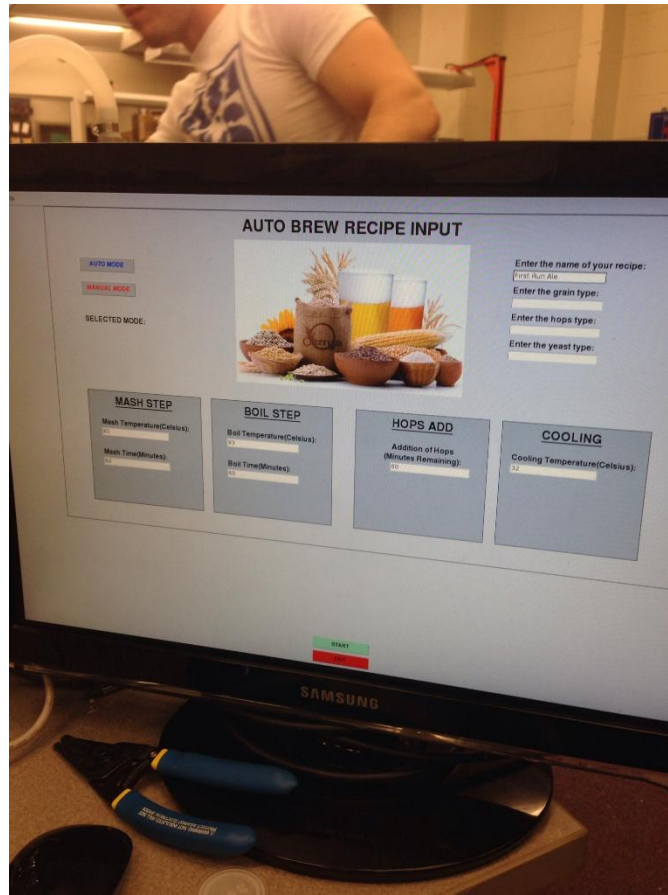 AUTO BREW RECIPE INPUT
AUTO MODE
MANUAL MODE
SELECTED MODE:
Enter the name of your recipe:
First Run Ale
Enter the grain type:
Enter the hops type:
Enter the yeast type:
MASH STEP
Mash Temperature(Celsius):
Mash Time(Minutes):
60
BOIL STEP
Boil Temperature(Celsius):
93
Boil Time(Minutes):
60
HOPS ADD
Addition of Hops
(Minutes Remaining):
60
COOLING
Cooling Temperature(Celsius):
32
START
SAMSUNG